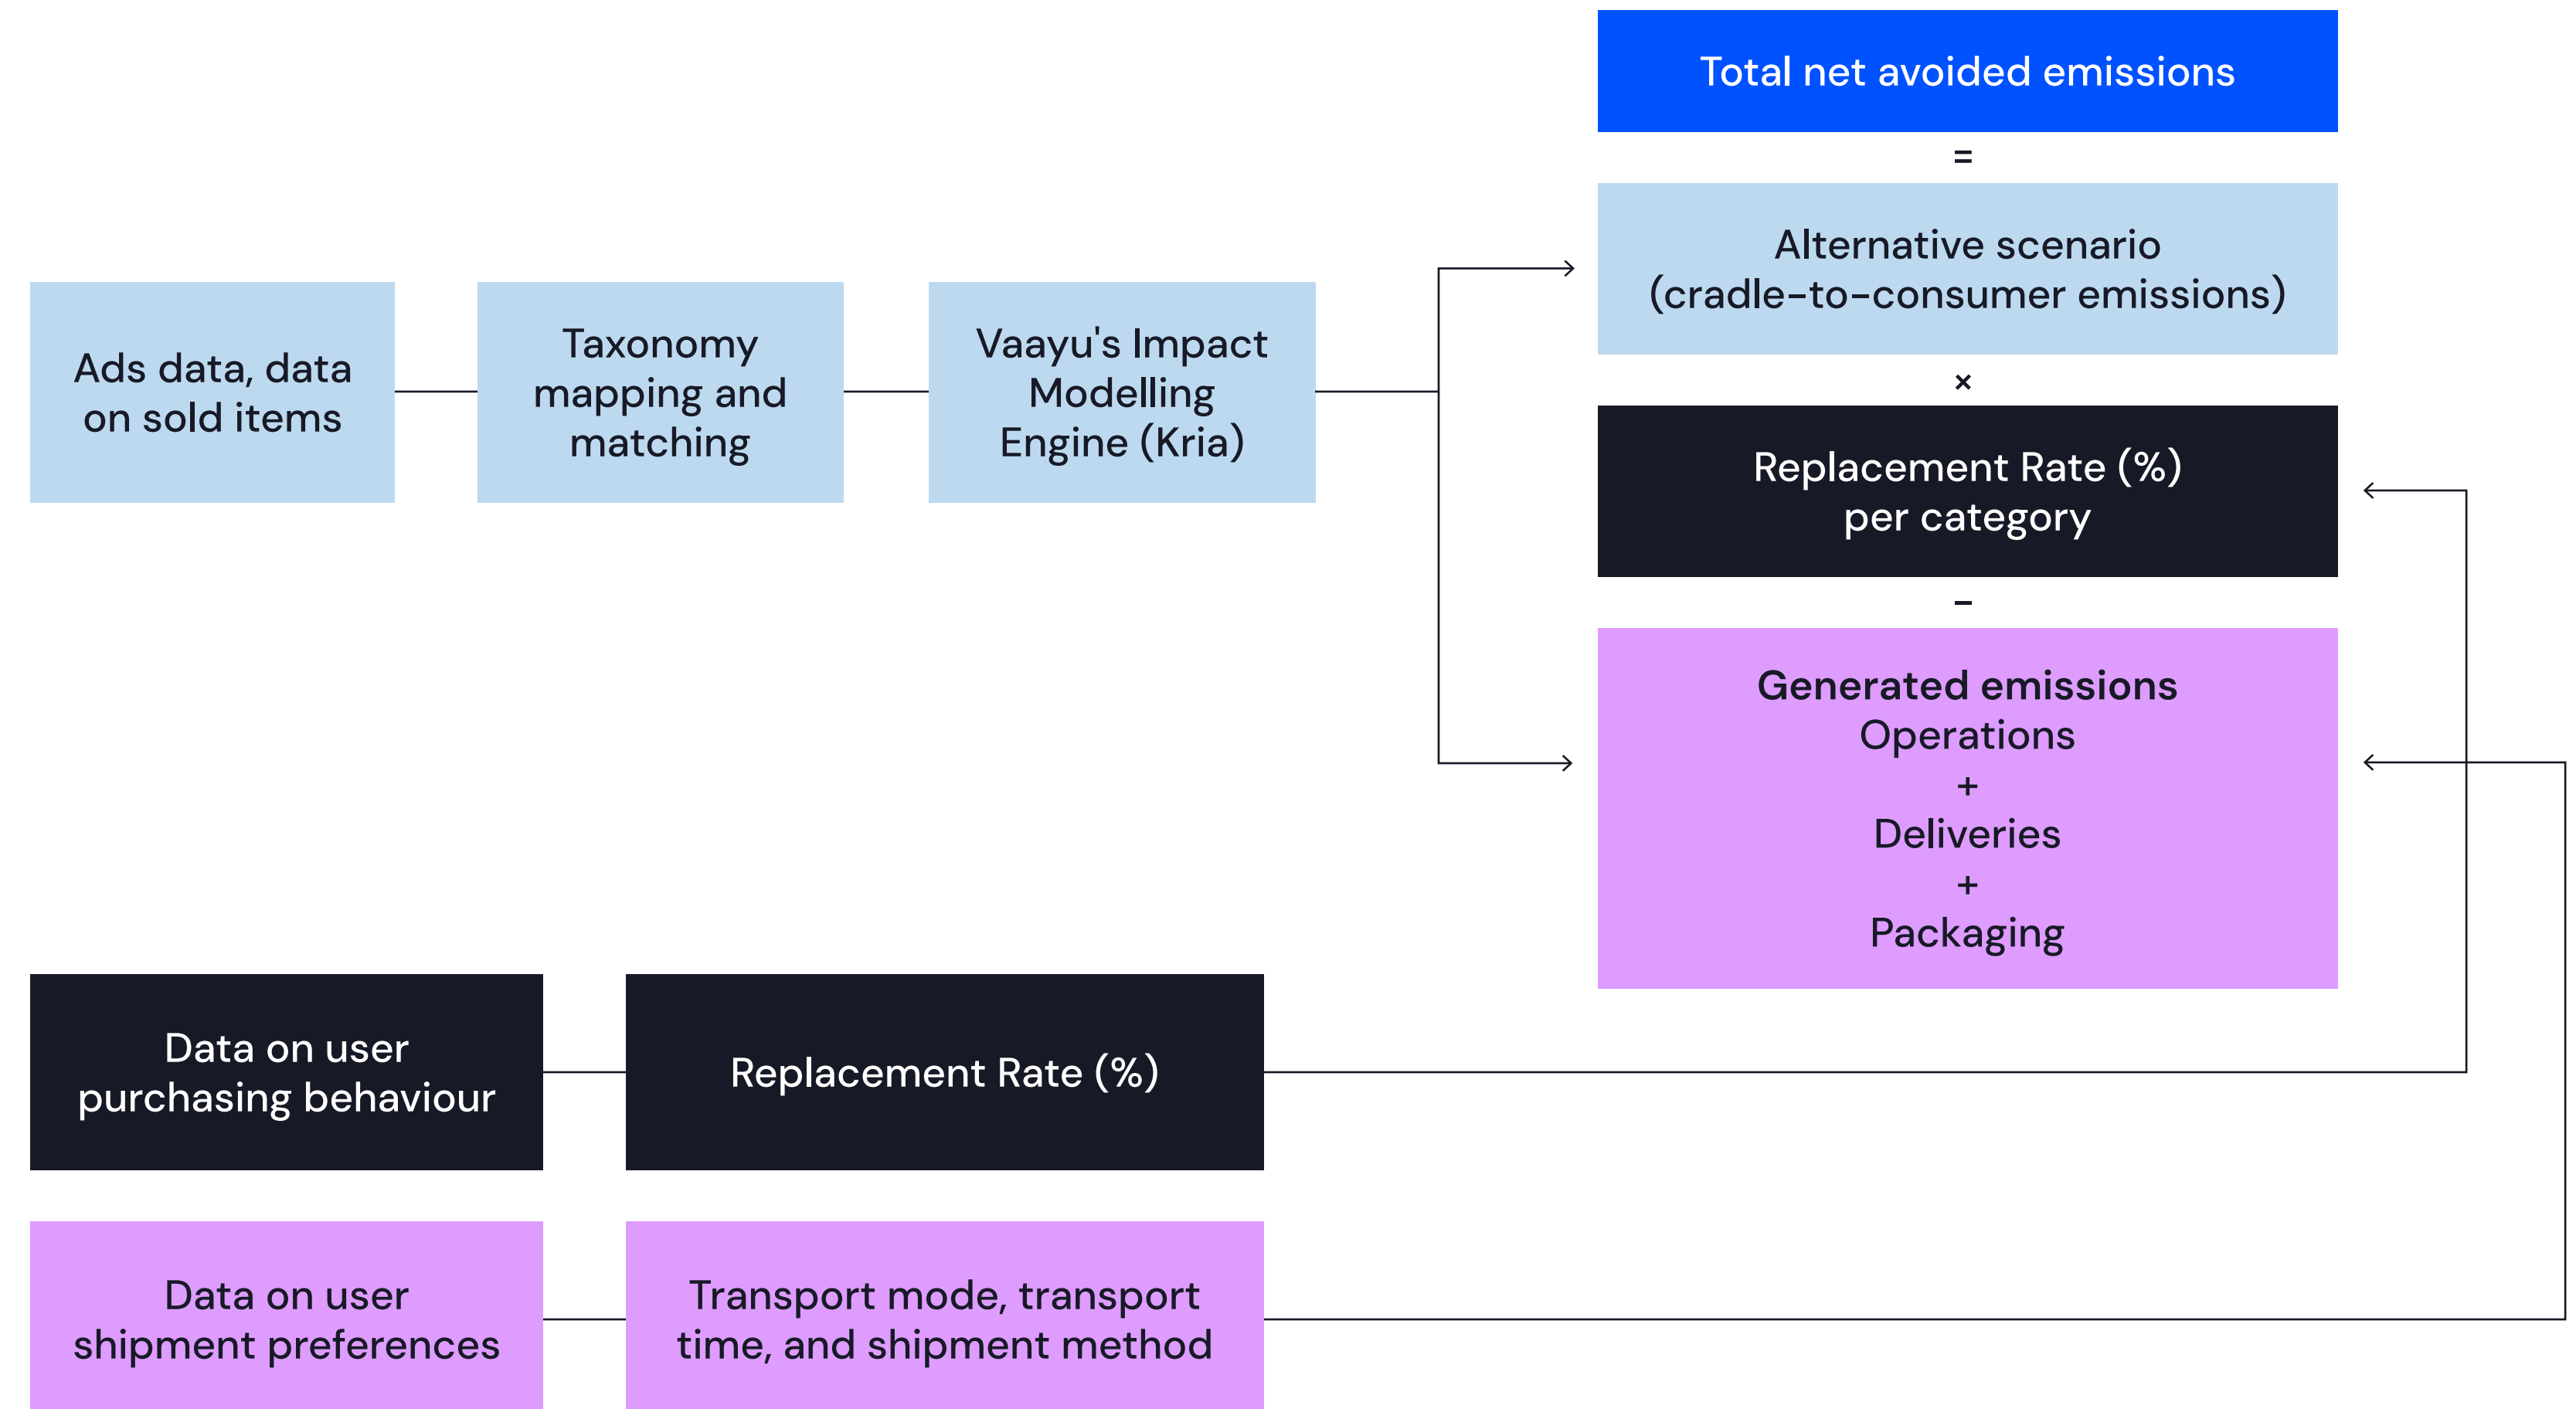 Total net avoided emissions
=
Alternative scenario
(cradle-to-consumer emissions)
×
Replacement Rate (%)
per category
–
Generated emissions
Operations
+
Deliveries
+
Packaging
Ads data, data
on sold items
Taxonomy
mapping and
matching
Vaayu's Impact
Modelling
Engine (Kria)
Data on user
purchasing behaviour
Replacement Rate (%)
Data on user
shipment preferences
Transport mode, transport
time, and shipment method